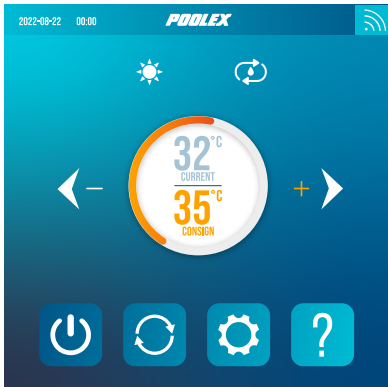 2022-08-22 00:00 POOLEX
32°C
CURRENT
35°C
CONSIGN
− +
?